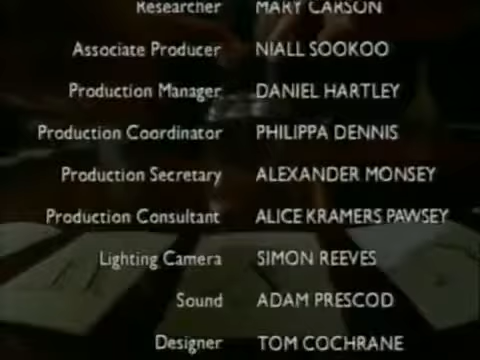 Researcher MARY CARSON
Associate Producer NIALL SOOKOO
Production Manager DANIEL HARTLEY
Production Coordinator PHILIPPA DENNIS
Production Secretary ALEXANDER MONSEY
Production Consultant ALICE KRAMERS PAWSEY
Lighting Camera SIMON REEVES
Sound ADAM PRESCOD
Designer TOM COCHRANE